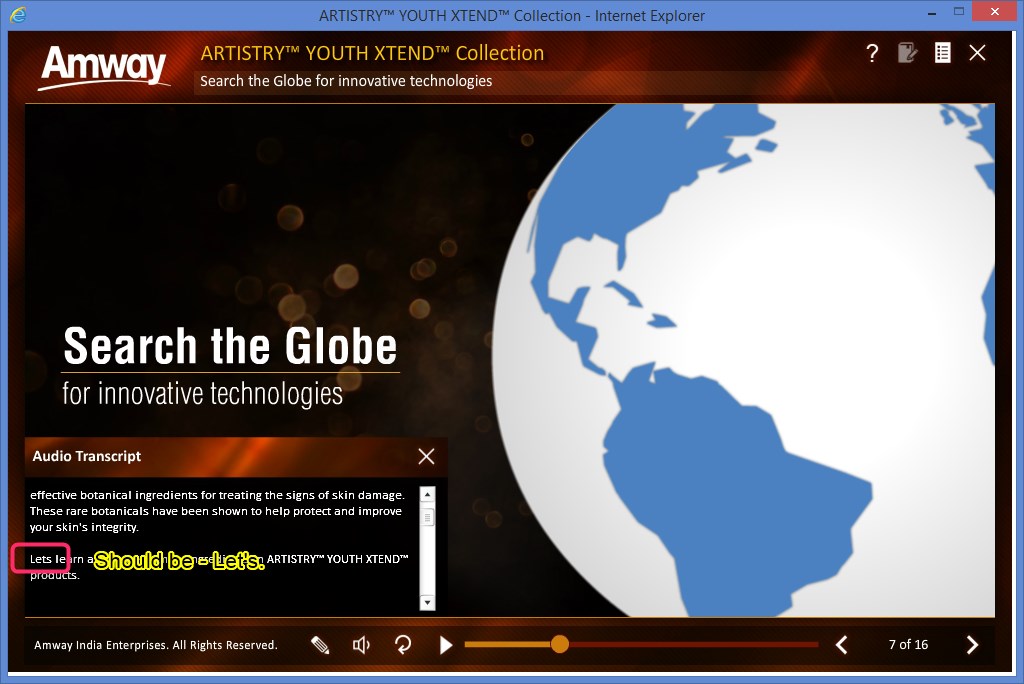 ARTISTRY™ YOUTH XTEND™ Collection - Internet Explorer
Amway
ARTISTRY™ YOUTH XTEND™ Collection
Search the Globe for innovative technologies
?
Search the Globe
for innovative technologies
Audio Transcript
effective botanical ingredients for treating the signs of skin damage.
These rare botanicals have been shown to help protect and improve
your skin's integrity.
Lets learn ARTISTRY™ YOUTH XTEND™
Should be - Let's.
products.
Amway India Enterprises. All Rights Reserved.
7 of 16